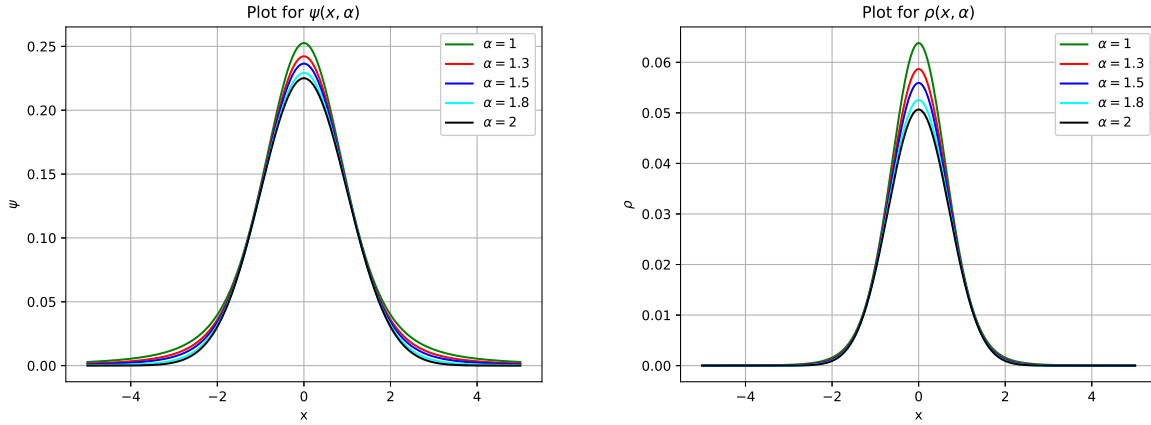 Plot for ψ(x, α)
0.25
0.20
0.15
0.10
0.05
0.00
ψ
−4
−2
0
2
4
x
α = 1
α = 1.3
α = 1.5
α = 1.8
α = 2
Plot for ρ(x, α)
0.06
0.05
0.04
0.03
0.02
0.01
0.00
ρ
−4
−2
0
2
4
x
α = 1
α = 1.3
α = 1.5
α = 1.8
α = 2